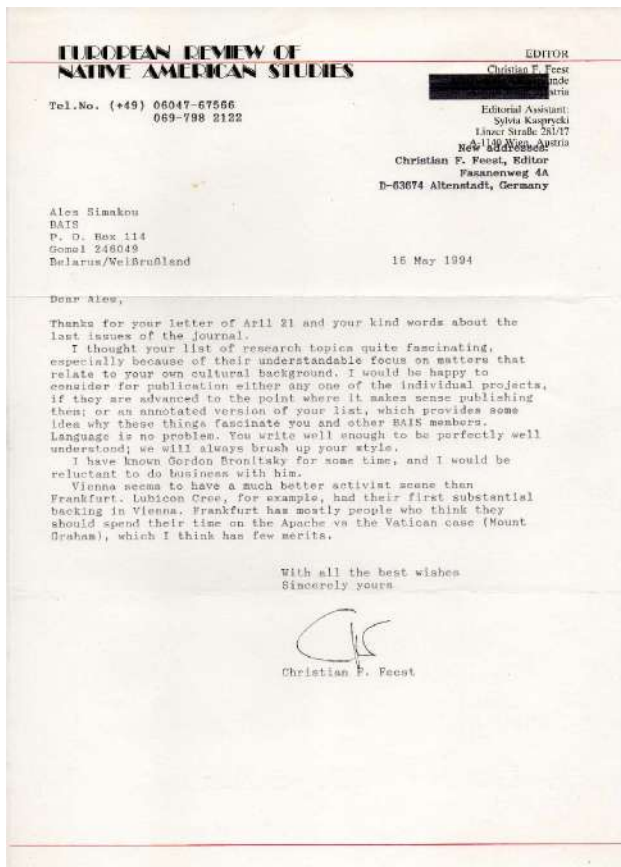 EUROPEAN REVIEW OF
NATIVE AMERICAN STUDIES
EDITOR
Christian F. Feest
Tel.No. (+49) 06047-67566
069-798 2122
Editorial Assistant:
Sylvia Kasprycki
Linzer Straße 281/17
A-1140 Wien, Austria
New addresses:
Christian F. Feest, Editor
Fasanenweg 4A
D-63674 Altenstadt, Germany
Ales Simakou
BAIS
P. O. Box 114
Gomel 246049
Belarus/Weißrußland
16 May 1994
Dear Ales,
Thanks for your letter of Aril 21 and your kind words about the
last issues of the journal.
I thought your list of research topics quite fascinating,
especially because of their understandable focus on matters that
relate to your own cultural background. I would be happy to
consider for publication either any one of the individual projects,
if they are advanced to the point where it makes sense publishing
them; or an annotated version of your list, which provides some
idea why these things fascinate you and other BAIS members.
Language is no problem. You write well enough to be perfectly well
understood; we will always brush up your style.
I have known Gordon Bronitsky for some time, and I would be
reluctant to do business with him.
Vienna seems to have a much better activist scene than
Frankfurt. Lubicon Cree, for example, had their first substantial
backing in Vienna. Frankfurt has mostly people who think they
should spend their time on the Apache vs the Vatican case (Mount
Graham), which I think has few merits.
With all the best wishes
Sincerely yours
Christian F. Feest